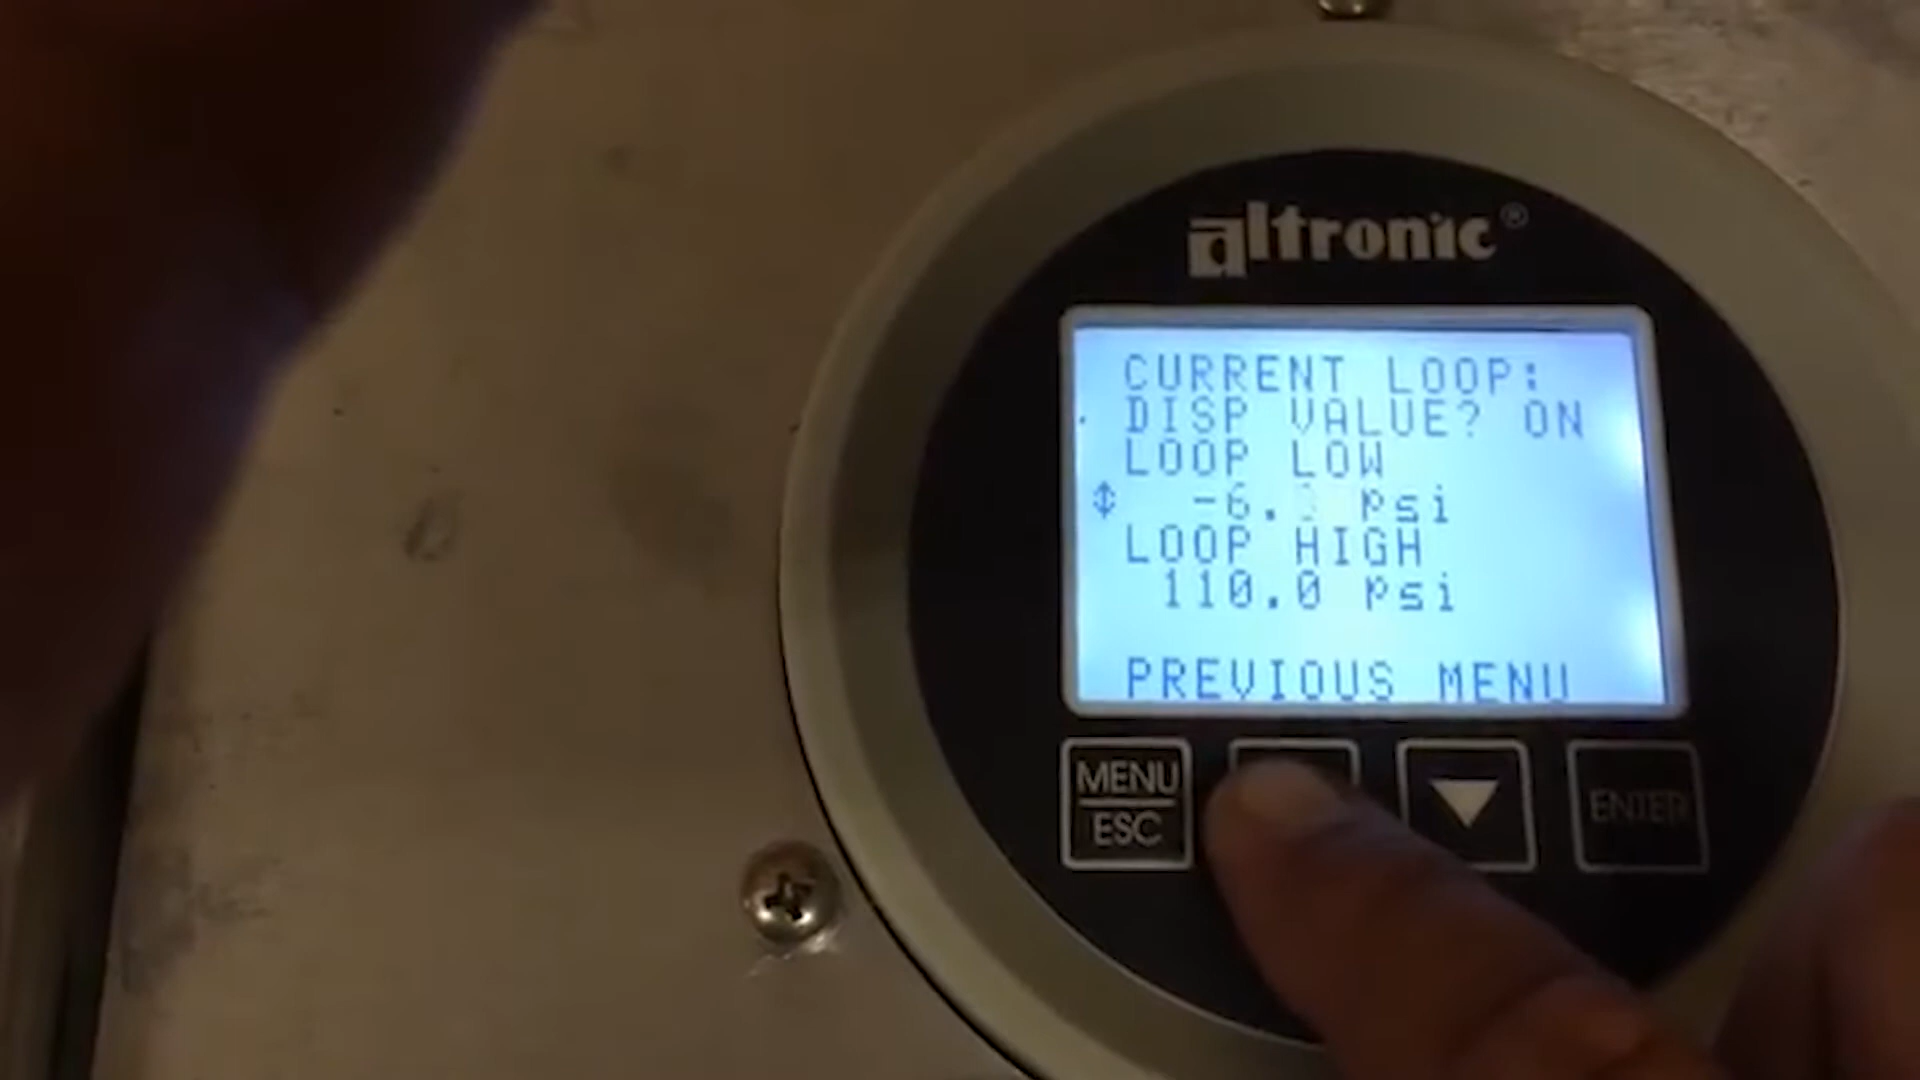 altronic®
CURRENT LOOP:
DISP VALUE? ON
LOOP LOW
-6. psi
LOOP HIGH
110.0 psi
PREVIOUS MENU
MENU
ESC
ENTER